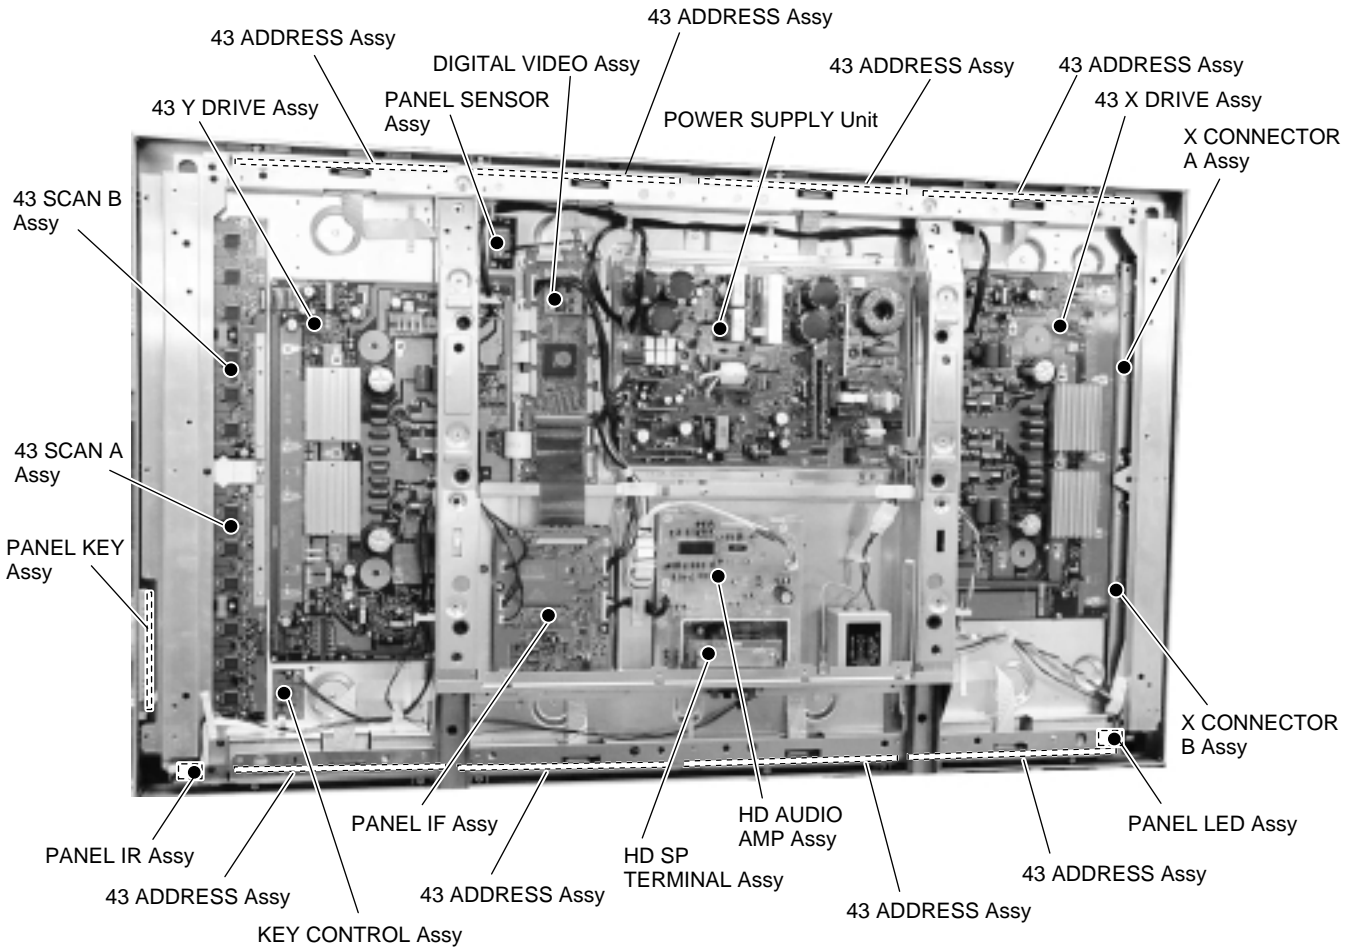 43 ADDRESS Assy
43 ADDRESS Assy
DIGITAL VIDEO Assy
43 ADDRESS Assy
43 ADDRESS Assy
43 Y DRIVE Assy
PANEL SENSOR
Assy
POWER SUPPLY Unit
43 X DRIVE Assy
X CONNECTOR
A Assy
43 SCAN B
Assy
43 SCAN A
Assy
PANEL KEY
Assy
X CONNECTOR
B Assy
PANEL IR Assy
43 ADDRESS Assy
KEY CONTROL Assy
PANEL IF Assy
43 ADDRESS Assy
HD SP
TERMINAL Assy
HD AUDIO
AMP Assy
43 ADDRESS Assy
43 ADDRESS Assy
PANEL LED Assy